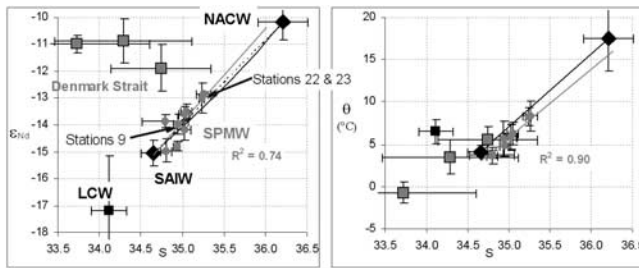 NACW
Stations 22 & 23
Denmark Strait
Stations 9
SPMW
R² = 0.74
SAIW
LCW
εNd
-10
-11
-12
-13
-14
-15
-16
-17
-18
33.5 34.0 34.5 35.0 35.5 36.0 36.5
S
θ
(°C)
20
15
10
5
0
-5
R² = 0.90
33.5 34.0 34.5 35.0 35.5 36.0 36.5
S